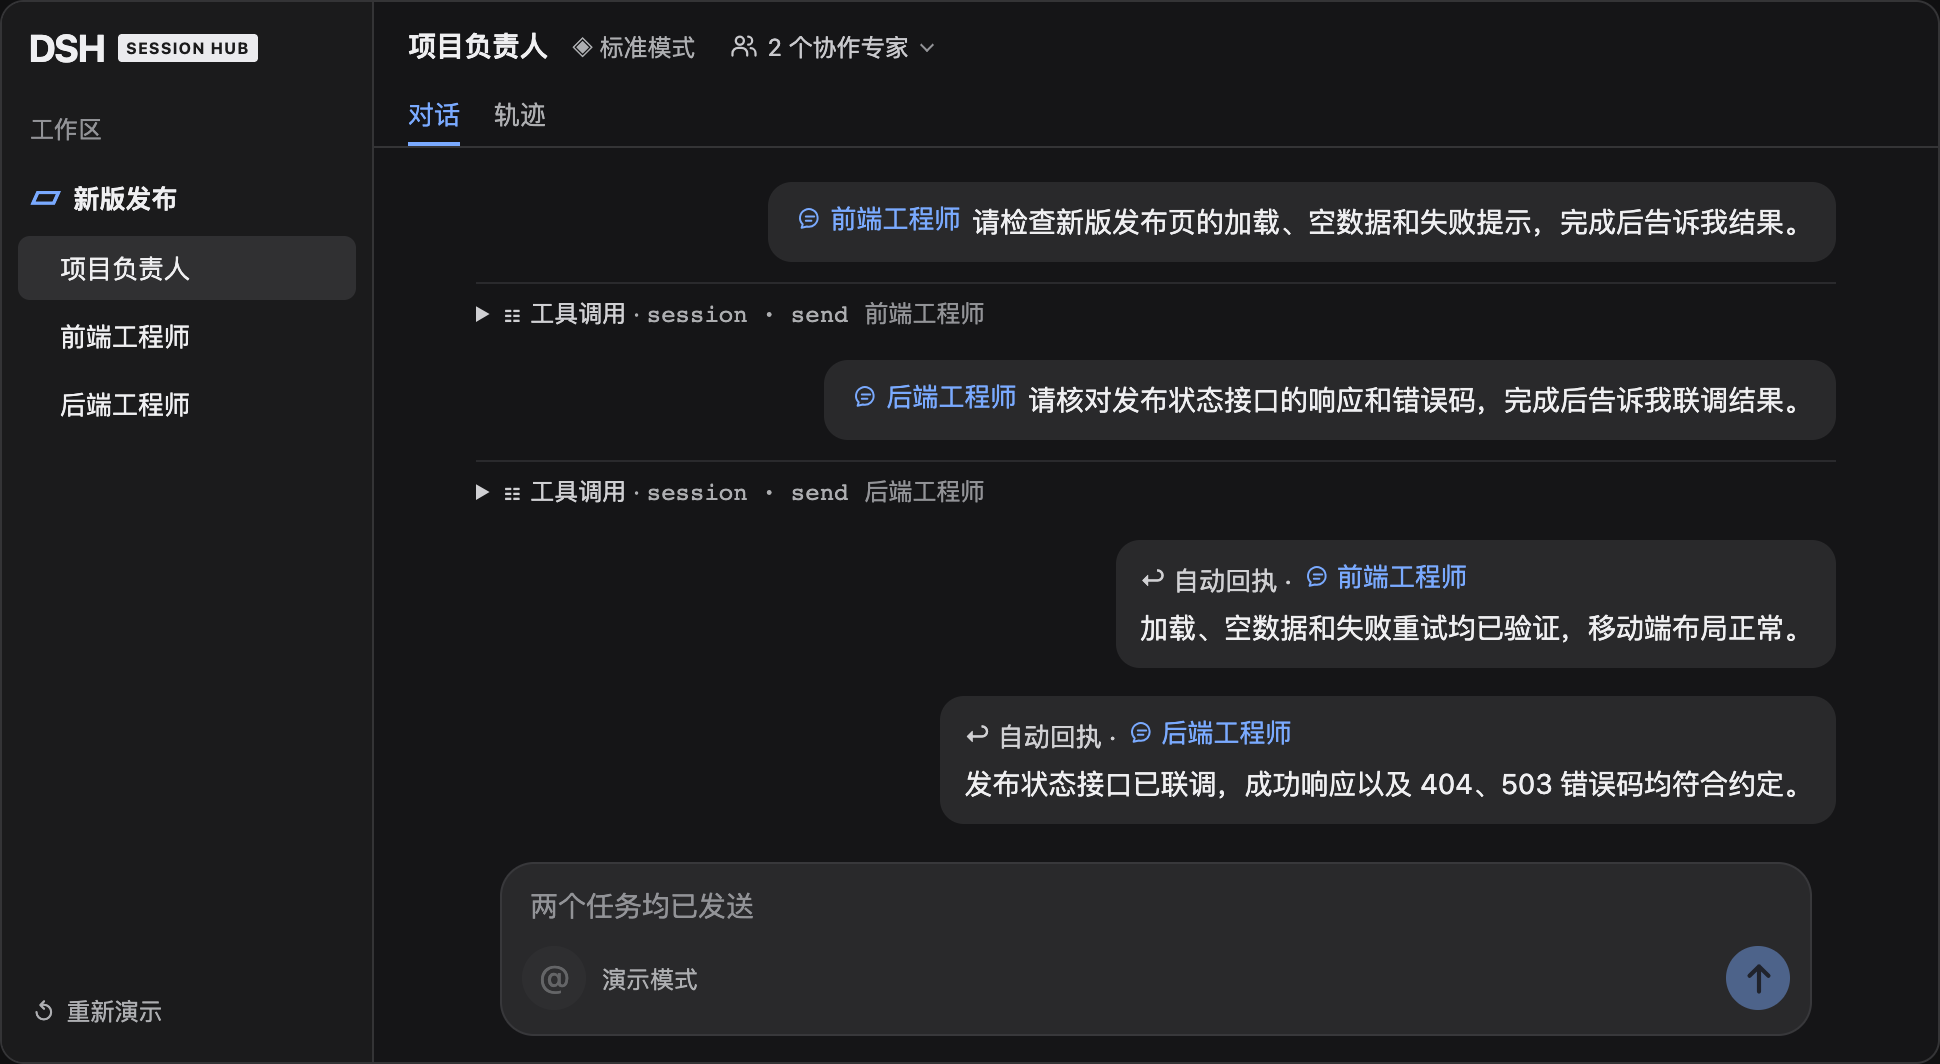 DSH SESSION HUB
工作区
新版发布
项目负责人
前端工程师
后端工程师
重新演示
项目负责人 标准模式 2 个协作专家
对话 轨迹
前端工程师 请检查新版发布页的加载、空数据和失败提示，完成后告诉我结果。
工具调用 · session · send 前端工程师
后端工程师 请核对发布状态接口的响应和错误码，完成后告诉我联调结果。
工具调用 · session · send 后端工程师
自动回执 · 前端工程师
加载、空数据和失败重试均已验证，移动端布局正常。
自动回执 · 后端工程师
发布状态接口已联调，成功响应以及 404、503 错误码均符合约定。
两个任务均已发送
@ 演示模式